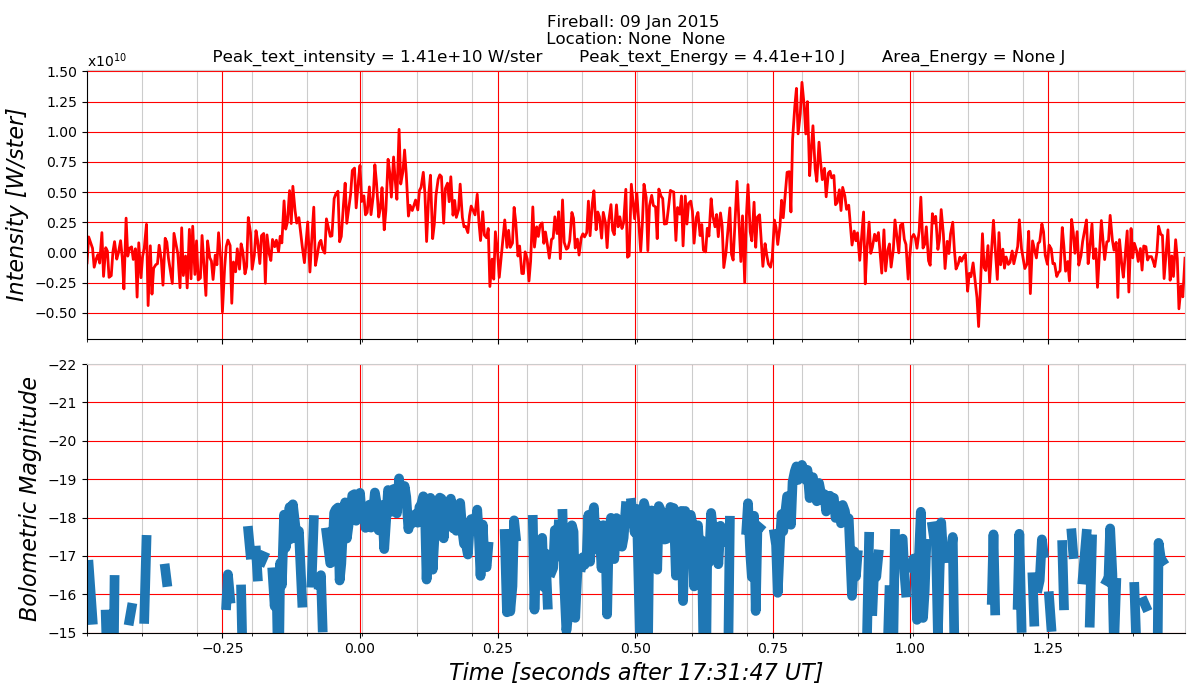 Fireball: 09 Jan 2015
Location: None  None
Peak_text_intensity = 1.41e+10 W/ster       Peak_text_Energy = 4.41e+10 J       Area_Energy = None J
x10¹⁰
1.50
1.25
1.00
0.75
0.50
0.25
0.00
−0.25
−0.50
Intensity [W/ster]
−22
−21
−20
−19
−18
−17
−16
−15
Bolometric Magnitude
−0.25 0.00 0.25 0.50 0.75 1.00 1.25
Time [seconds after 17:31:47 UT]